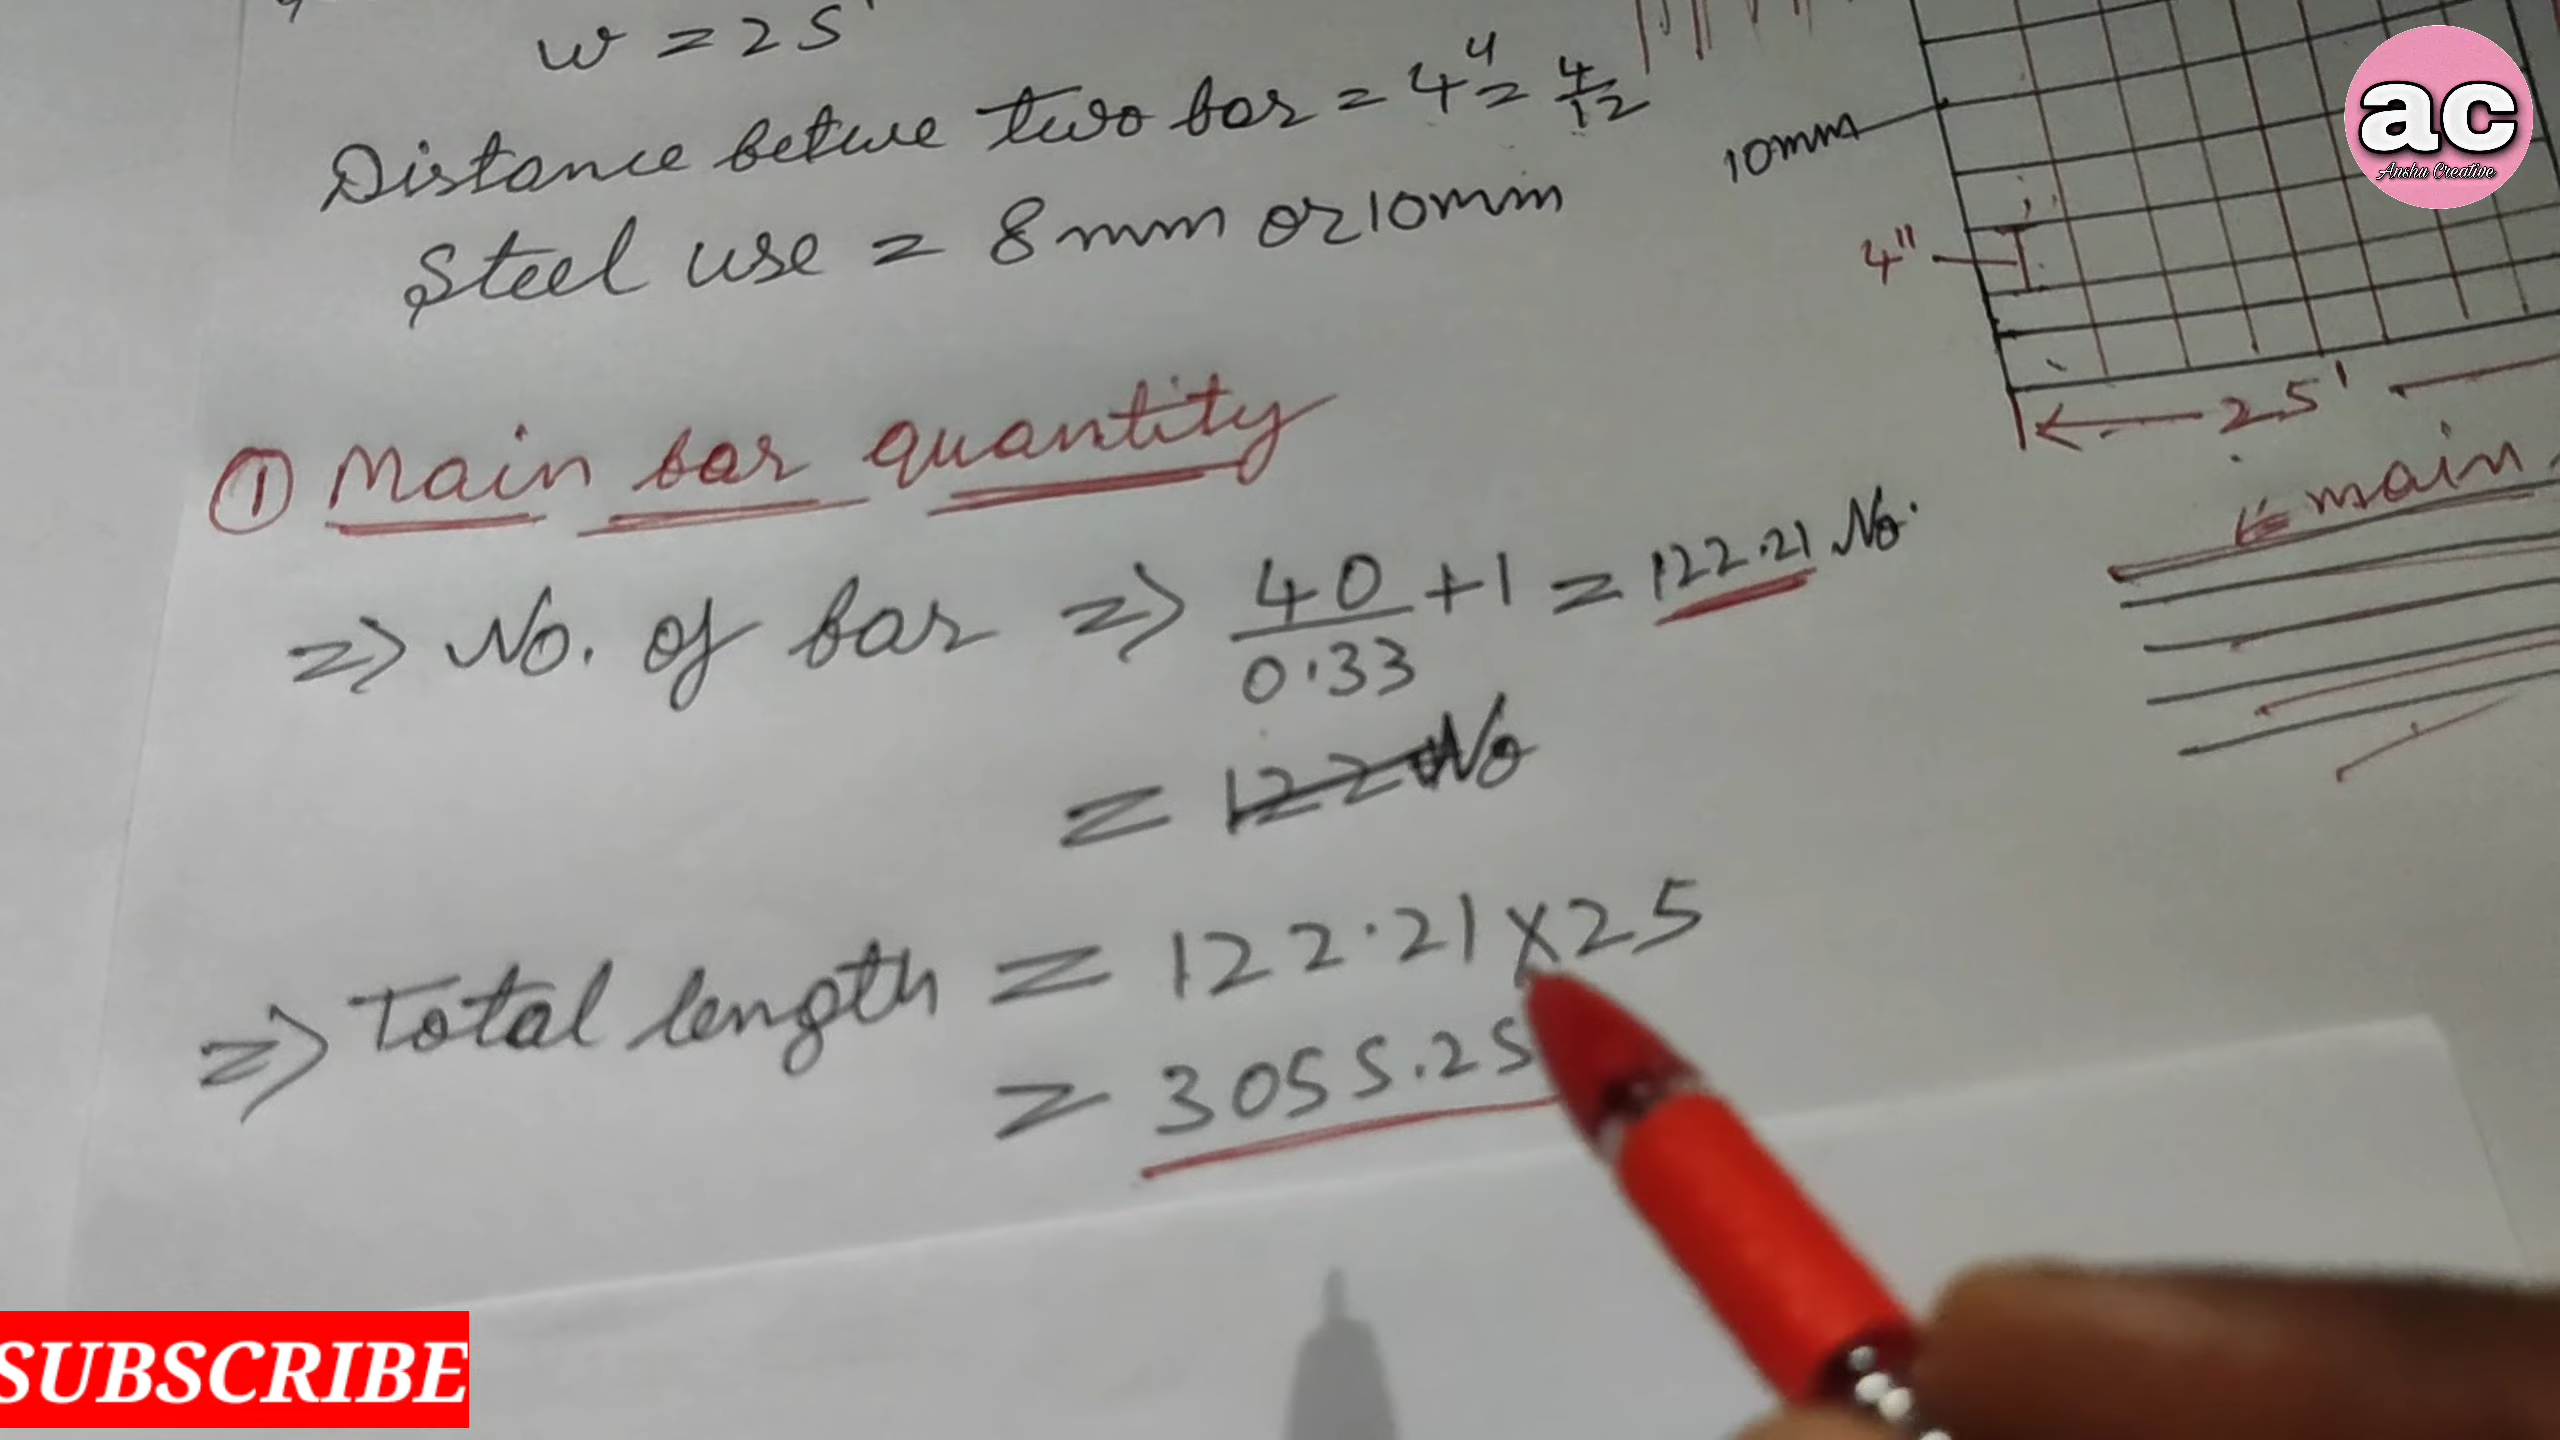 w = 25'
Distance betwe two bar = 4" = 4/12
Steel use = 8mm or 10mm
10mm
4"
25'
① Main bar quantity
main
=> No. of bar => 40/0.33 + 1 = 122.21 No.
= 122 No
=> Total length = 122.21 x 25
= 3055.25
ac
Anshu Creative
SUBSCRIBE